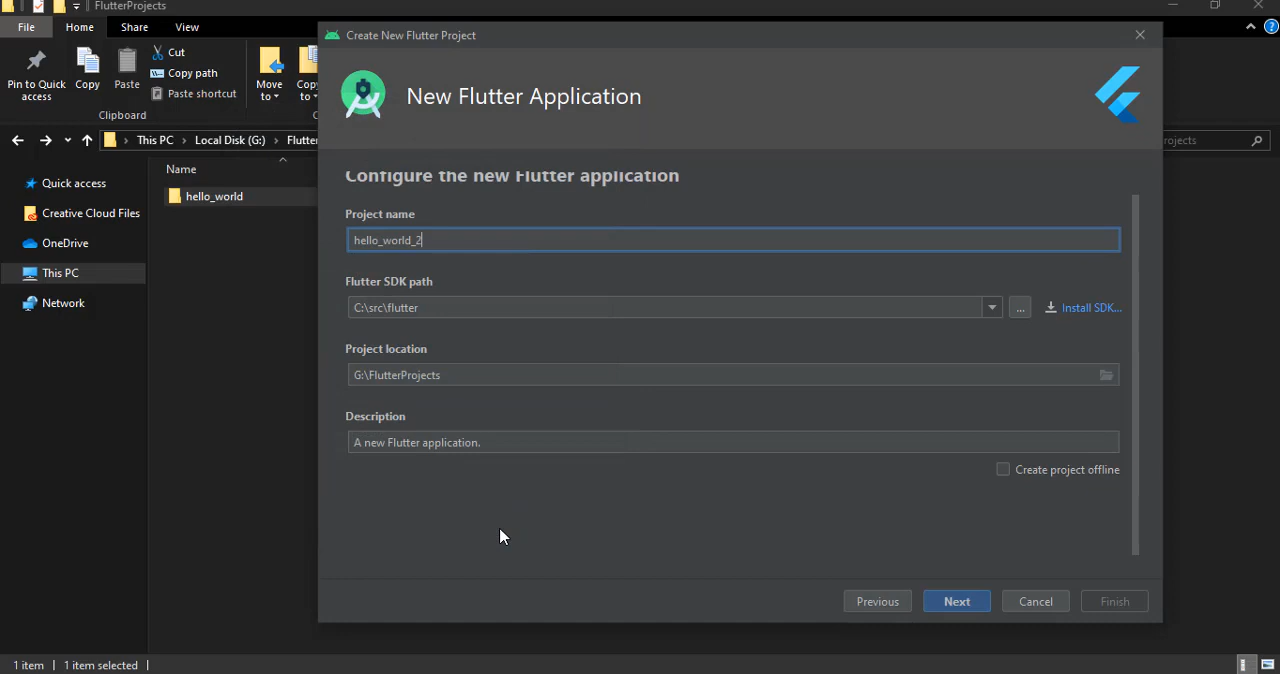 FlutterProjects
File Home Share View
Pin to Quick access
Copy
Paste
Cut
Copy path
Paste shortcut
Clipboard
Move to
This PC > Local Disk (G:) >
Name
Quick access
Creative Cloud Files
OneDrive
This PC
Network
hello_world
Create New Flutter Project
New Flutter Application
Configure the new Flutter application
Project name
hello_world_2
Flutter SDK path
C:\src\flutter
...
Install SDK...
Project location
G:\FlutterProjects
Description
A new Flutter application.
Create project offline
Previous Next Cancel Finish
1 item 1 item selected